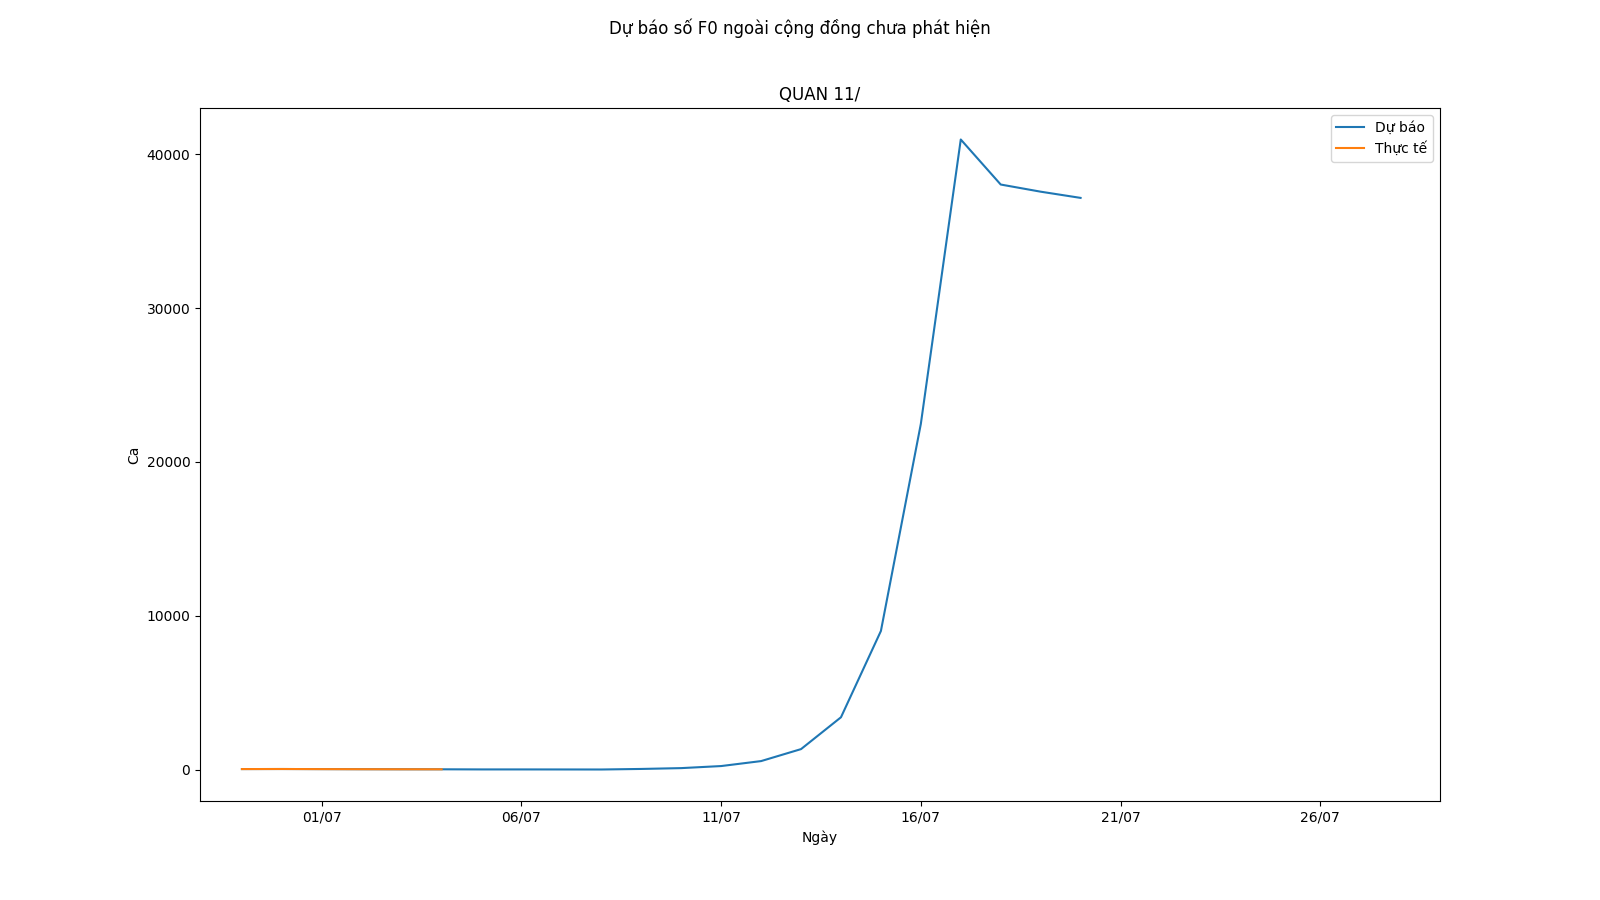 Dự báo số F0 ngoài cộng đồng chưa phát hiện
QUAN 11/
Dự báo
Thực tế
40000
30000
20000
10000
0
Ca
01/07
06/07
11/07
16/07
21/07
26/07
Ngày